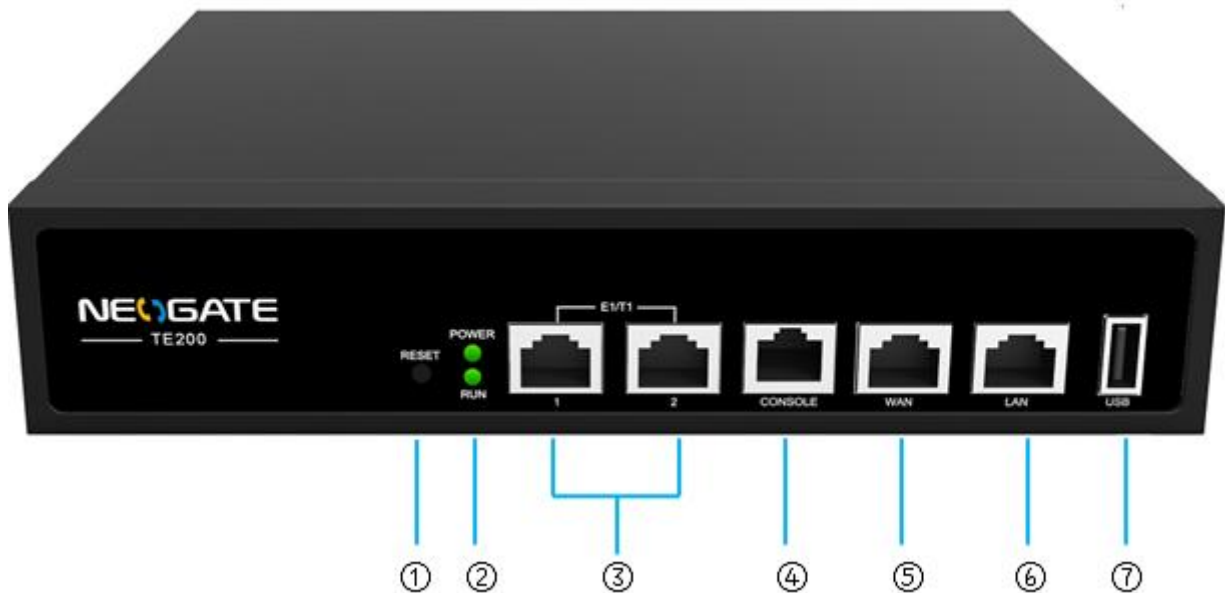 NEOGATE
TE200
RESET
POWER
RUN
E1/T1
1
2
CONSOLE
WAN
LAN
USB
① ② ③ ④ ⑤ ⑥ ⑦